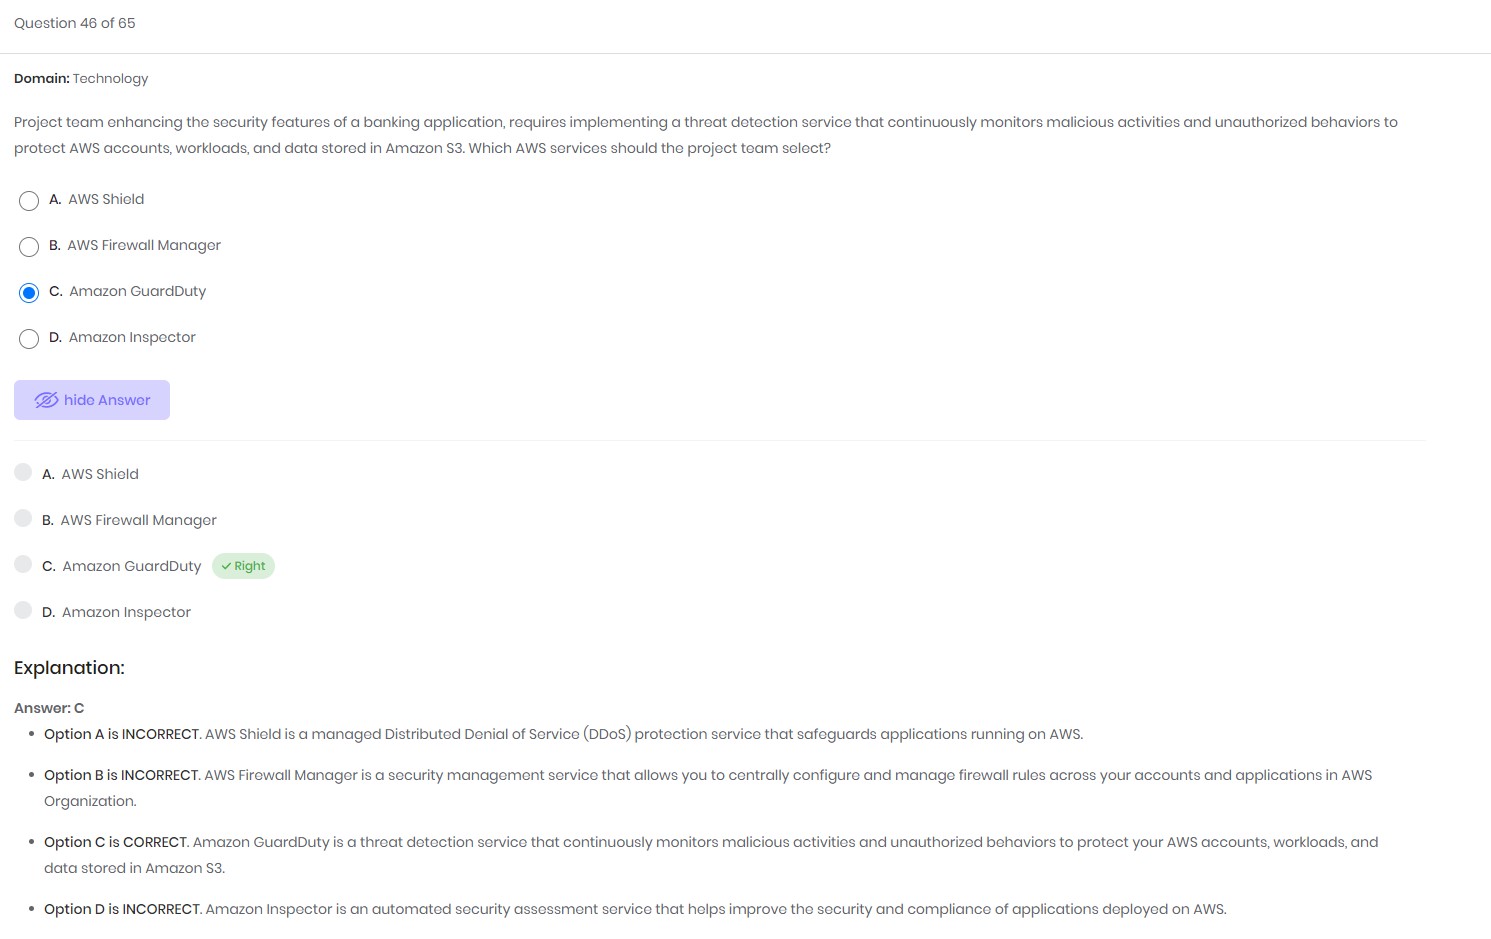 Question 46 of 65
Domain: Technology
Project team enhancing the security features of a banking application, requires implementing a threat detection service that continuously monitors malicious activities and unauthorized behaviors to
protect AWS accounts, workloads, and data stored in Amazon S3. Which AWS services should the project team select?
A. AWS Shield
B. AWS Firewall Manager
C. Amazon GuardDuty
D. Amazon Inspector
hide Answer
A. AWS Shield
B. AWS Firewall Manager
C. Amazon GuardDuty ✓ Right
D. Amazon Inspector
Explanation:
Answer: C
• Option A is INCORRECT. AWS Shield is a managed Distributed Denial of Service (DDoS) protection service that safeguards applications running on AWS.
• Option B is INCORRECT. AWS Firewall Manager is a security management service that allows you to centrally configure and manage firewall rules across your accounts and applications in AWS
Organization.
• Option C is CORRECT. Amazon GuardDuty is a threat detection service that continuously monitors malicious activities and unauthorized behaviors to protect your AWS accounts, workloads, and
data stored in Amazon S3.
• Option D is INCORRECT. Amazon Inspector is an automated security assessment service that helps improve the security and compliance of applications deployed on AWS.